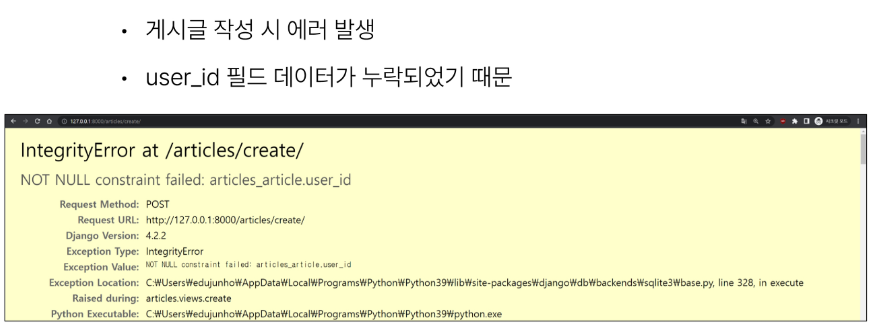 • 게시글 작성 시 에러 발생
• user_id 필드 데이터가 누락되었기 때문
127.0.0.1:8000/articles/create/
시크릿 모드
IntegrityError at /articles/create/
NOT NULL constraint failed: articles_article.user_id
Request Method: POST
Request URL: http://127.0.0.1:8000/articles/create/
Django Version: 4.2.2
Exception Type: IntegrityError
Exception Value: NOT NULL constraint failed: articles_article.user_id
Exception Location: C:₩Users₩edujunho₩AppData₩Local₩Programs₩Python₩Python39₩lib₩site-packages₩django₩db₩backends₩sqlite3₩base.py, line 328, in execute
Raised during: articles.views.create
Python Executable: C:₩Users₩edujunho₩AppData₩Local₩Programs₩Python₩Python39₩python.exe